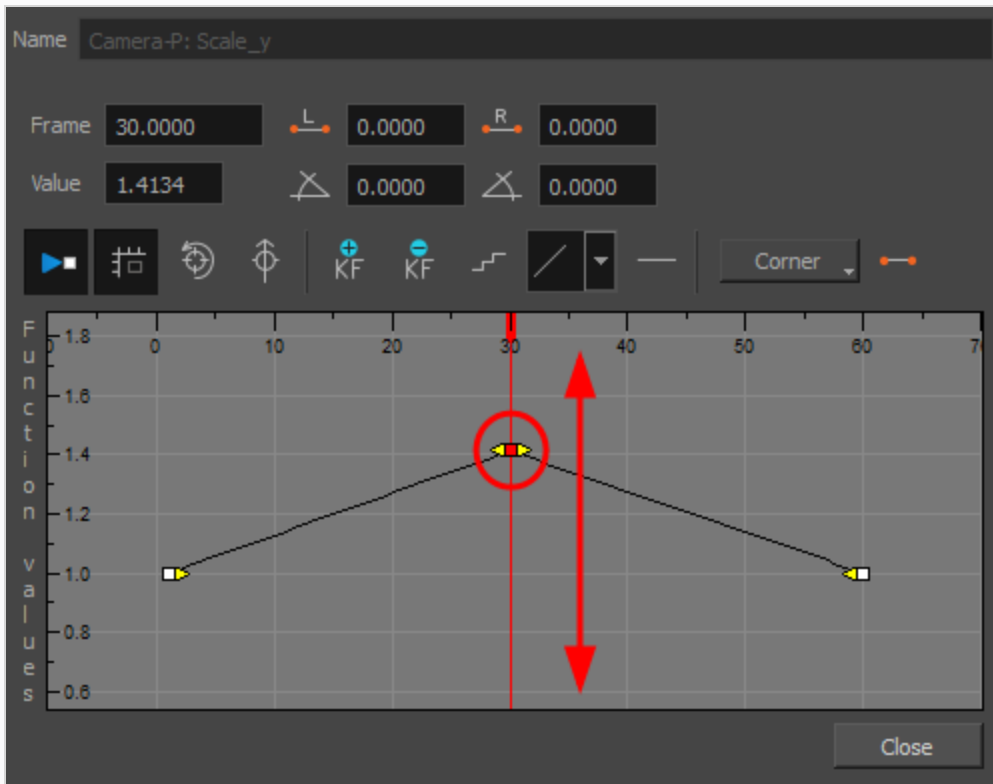 Name Camera-P: Scale_y
Frame 30.0000 L 0.0000 R 0.0000
Value 1.4134 0.0000 0.0000
KF KF Corner
Function values
1.8
0 10 20 30 40 50 60 7
1.6
1.4
1.2
1.0
0.8
0.6
Close